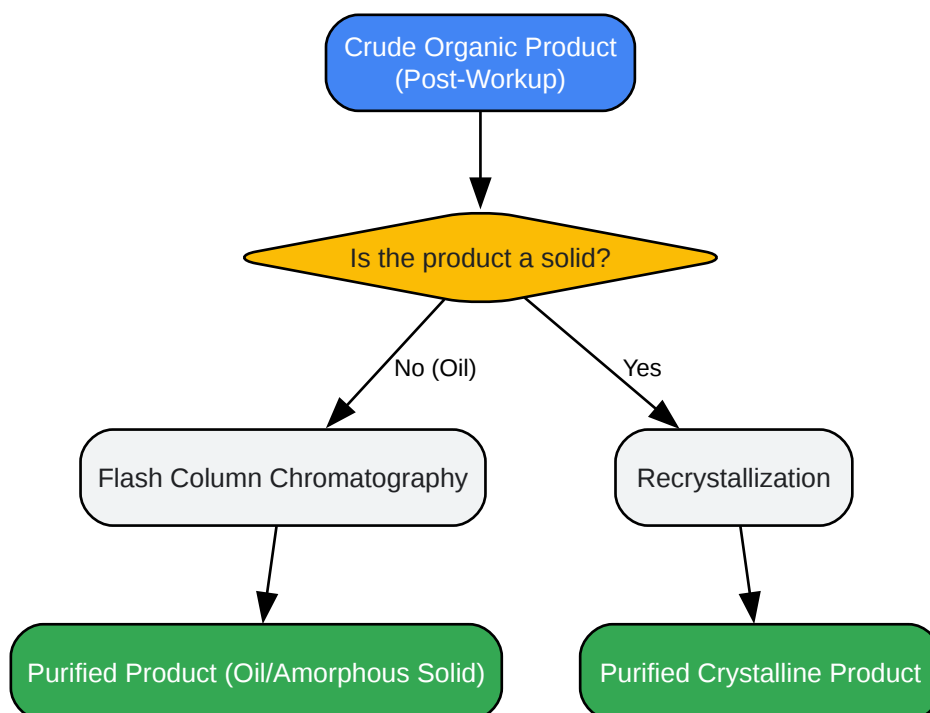 Crude Organic Product
(Post-Workup)
Is the product a solid?
No (Oil)
Yes
Flash Column Chromatography
Recrystallization
Purified Product (Oil/Amorphous Solid)
Purified Crystalline Product